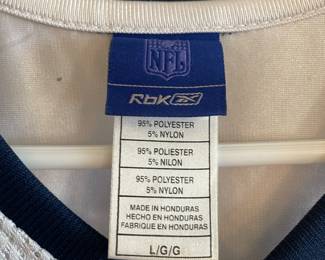 NFL
Rbk
95% POLYESTER
5% NYLON
95% POLIESTER
5% NILON
95% POLYESTER
5% NYLON
MADE IN HONDURAS
HECHO EN HONDURAS
FABRIQUE EN HONDURAS
L/G/G